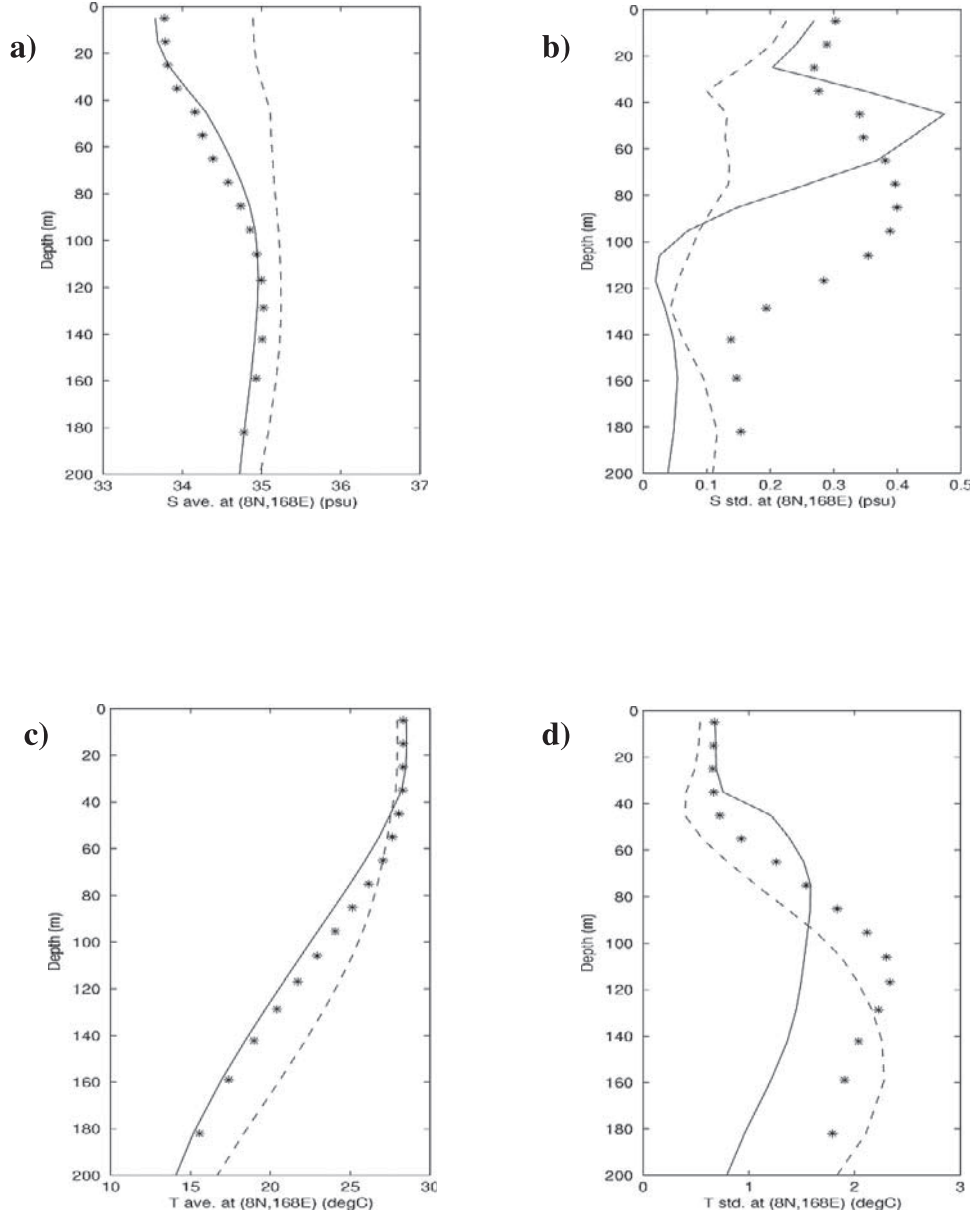 a)
0
20
40
60
80
100
120
140
160
180
200
Depth (m)
33 34 35 36 37
S ave. at (8N,168E) (psu)
b)
0
20
40
60
80
100
120
140
160
180
200
Depth (m)
0 0.1 0.2 0.3 0.4 0.5
S std. at (8N,168E) (psu)
c)
0
20
40
60
80
100
120
140
160
180
200
Depth (m)
10 15 20 25 30
T ave. at (8N,168E) (degC)
d)
0
20
40
60
80
100
120
140
160
180
200
Depth (m)
0 1 2 3
T std. at (8N,168E) (degC)